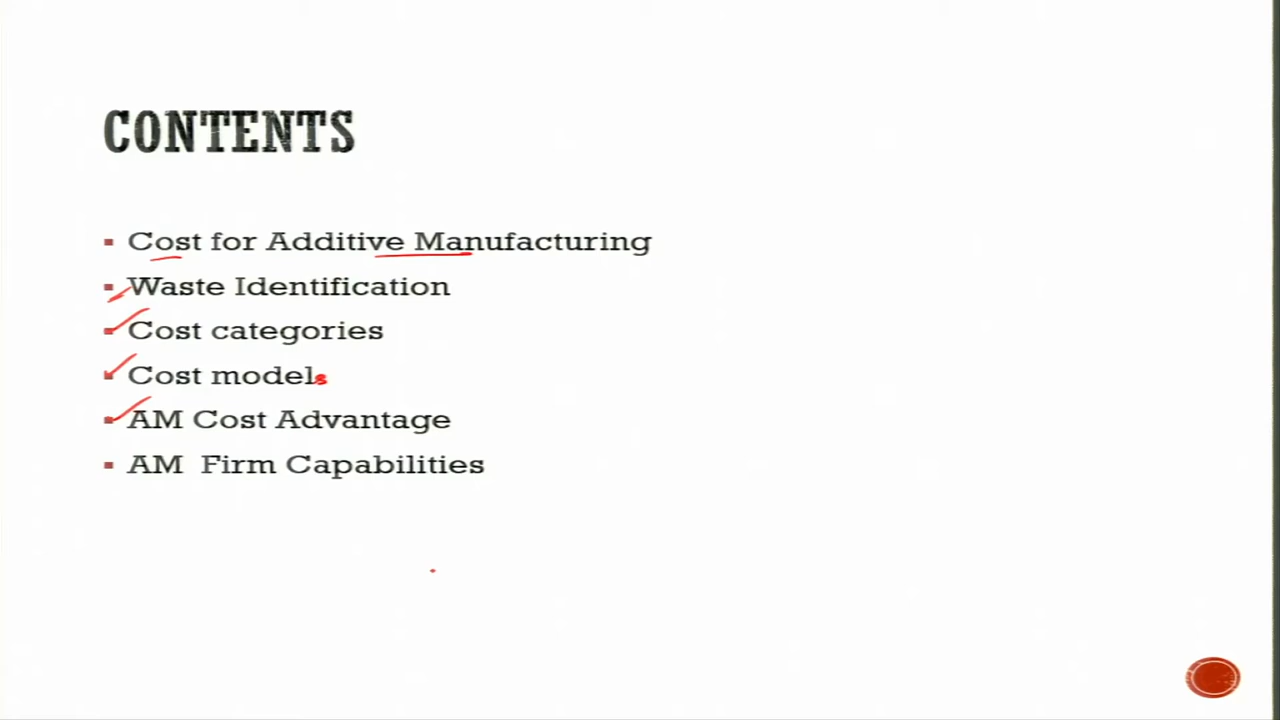 CONTENTS
Cost for Additive Manufacturing
Waste Identification
Cost categories
Cost models
AM Cost Advantage
AM Firm Capabilities